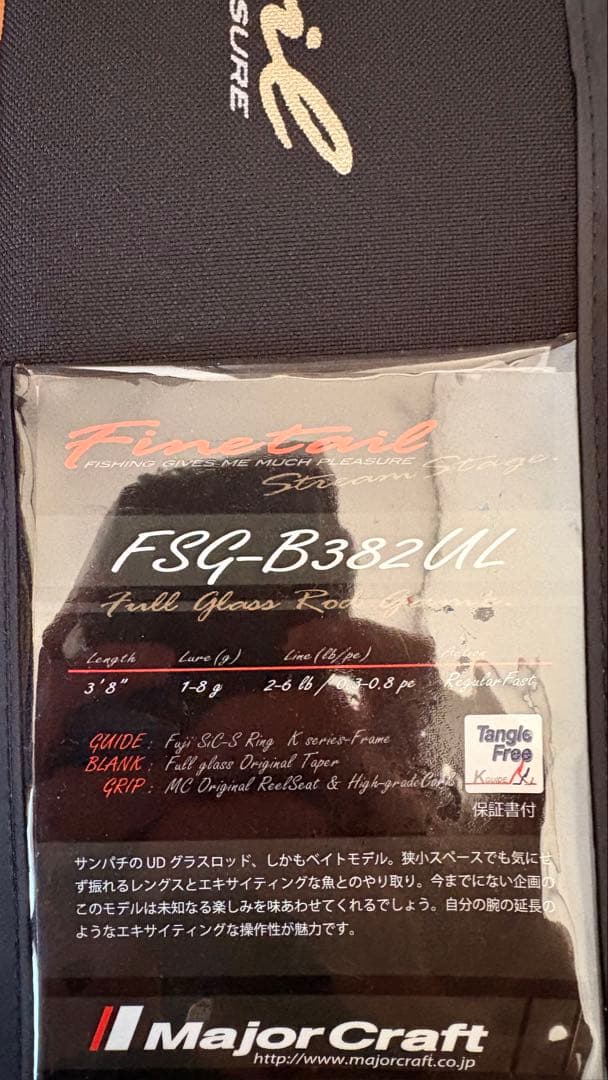 il
SURE
Finetail
FISHING GIVES ME MUCH PLEASURE
Stream Stage.
FSG-B382UL
Full Glass Rod
Length Lure(g) Line(lb/pe) Action
3'8" 1-8 g 2-6 lb / 0.3-0.8 pe Regular Fast
GUIDE : Fuji SiC-S Ring K series-Frame
BLANK : Full glass Original Taper
GRIP : MC Original ReelSeat & High-grade Cork
Tangle
Free
K GUIDE
保証書付
サンパチの UD グラスロッド、しかもベイトモデル。狭小スペースでも気にせ
ず振れるレングスとエキサイティングな魚とのやり取り。今までにない企画の
このモデルは未知なる楽しみを味あわせてくれるでしょう。自分の腕の延長の
ようなエキサイティングな操作性が魅力です。
Major Craft
http://www.majorcraft.co.jp